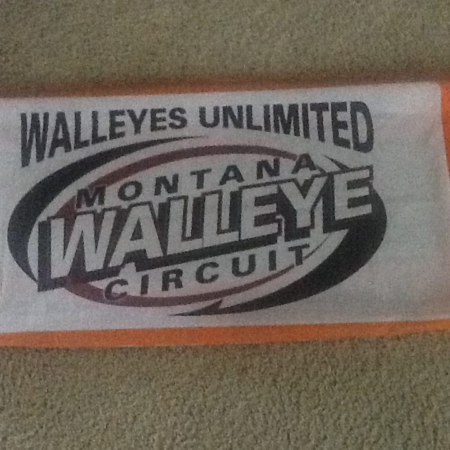 WALLEYES UNLIMITED
MONTANA
WALLEYE
CIRCUIT